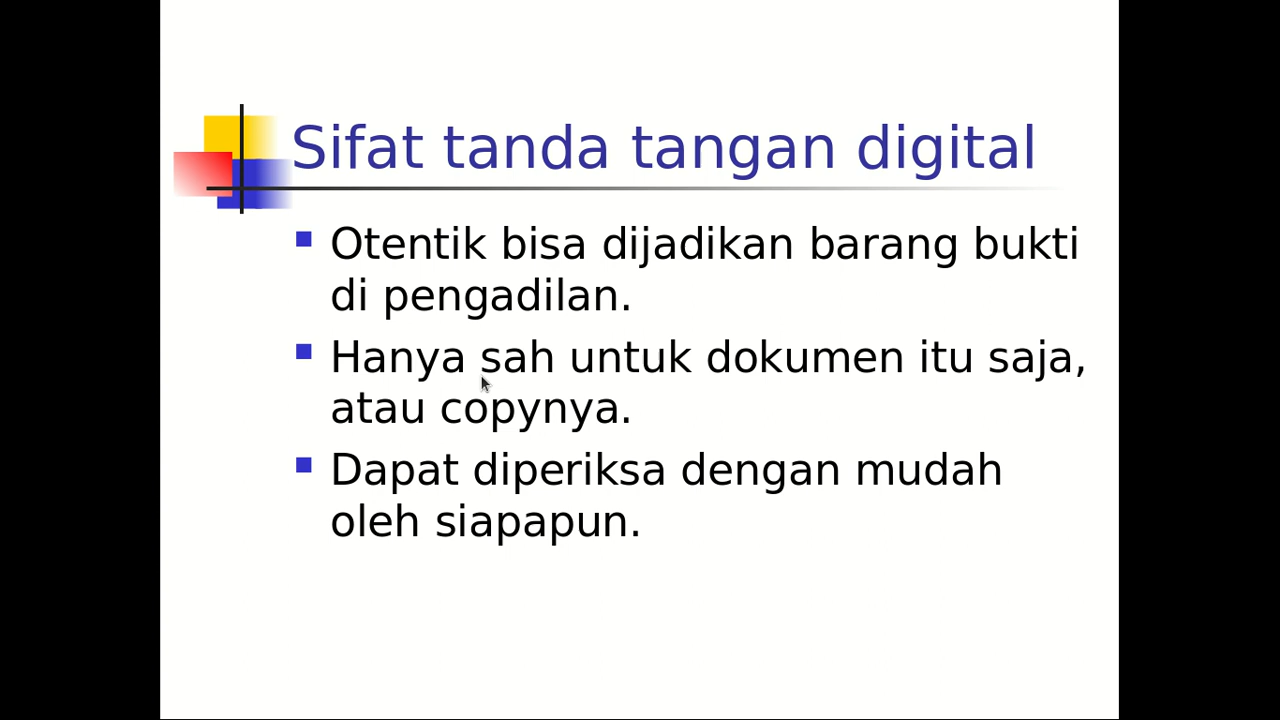 Sifat tanda tangan digital
Otentik bisa dijadikan barang bukti
di pengadilan.
Hanya sah untuk dokumen itu saja,
atau copynya.
Dapat diperiksa dengan mudah
oleh siapapun.